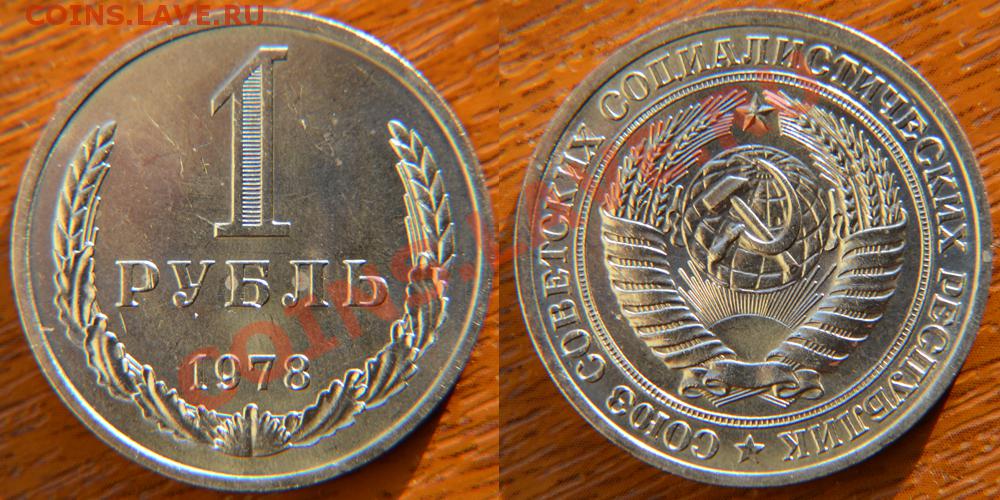 COINS.LAVE.RU
1
РУБЛЬ
1978
СОЮЗ СОВЕТСКИХ СОЦИАЛИСТИЧЕСКИХ РЕСПУБЛИК